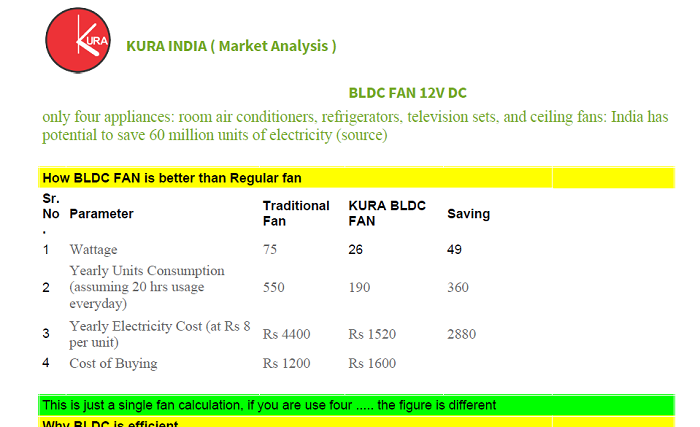 KURA
KURA INDIA ( Market Analysis )
BLDC FAN 12V DC
only four appliances: room air conditioners, refrigerators, television sets, and ceiling fans: India has
potential to save 60 million units of electricity (source)
How BLDC FAN is better than Regular fan
Sr. No . Parameter Traditional Fan KURA BLDC FAN Saving
1 Wattage 75 26 49
2 Yearly Units Consumption (assuming 20 hrs usage everyday) 550 190 360
3 Yearly Electricity Cost (at Rs 8 per unit) Rs 4400 Rs 1520 2880
4 Cost of Buying Rs 1200 Rs 1600
This is just a single fan calculation, if you are use four ..... the figure is different
Why BLDC is efficient